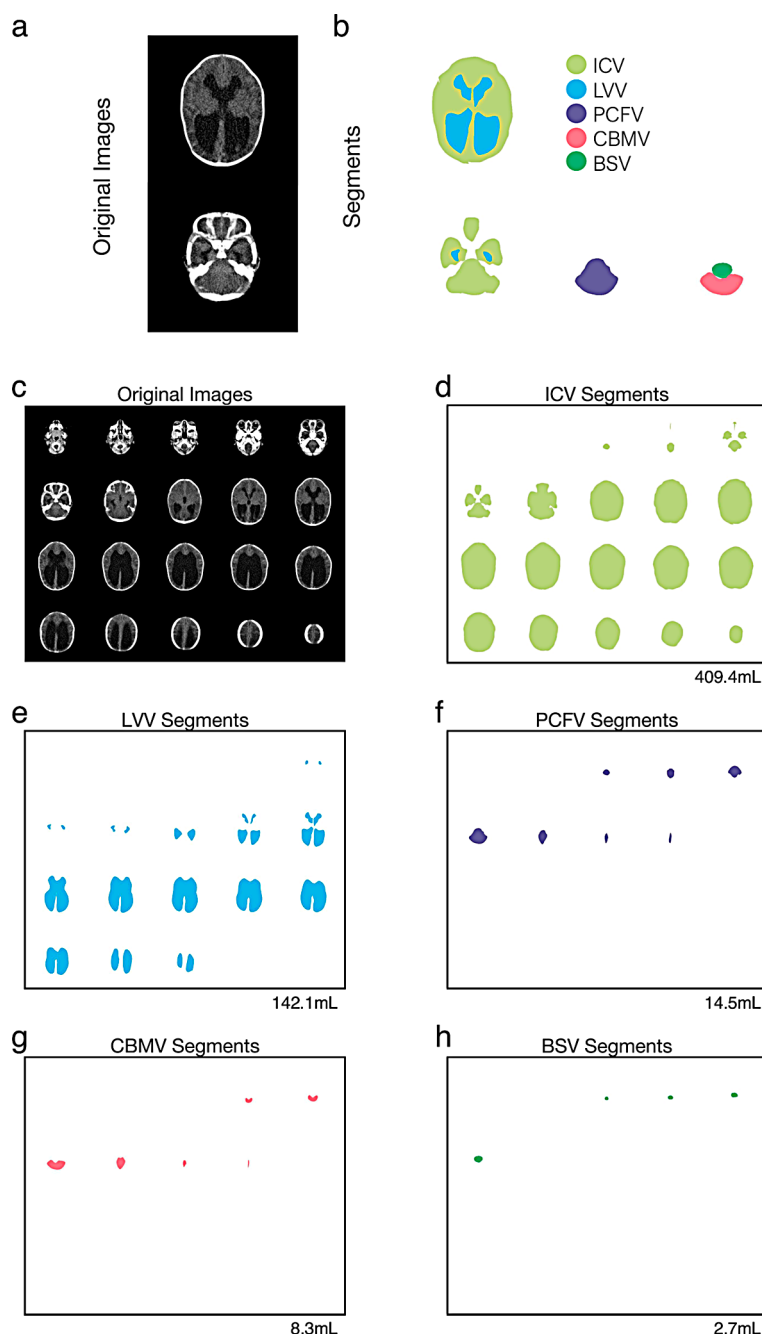 a
Original Images
b
Segments
ICV
LVV
PCFV
CBMV
BSV
c
Original Images
d
ICV Segments
409.4mL
e
LVV Segments
142.1mL
f
PCFV Segments
14.5mL
g
CBMV Segments
8.3mL
h
BSV Segments
2.7mL